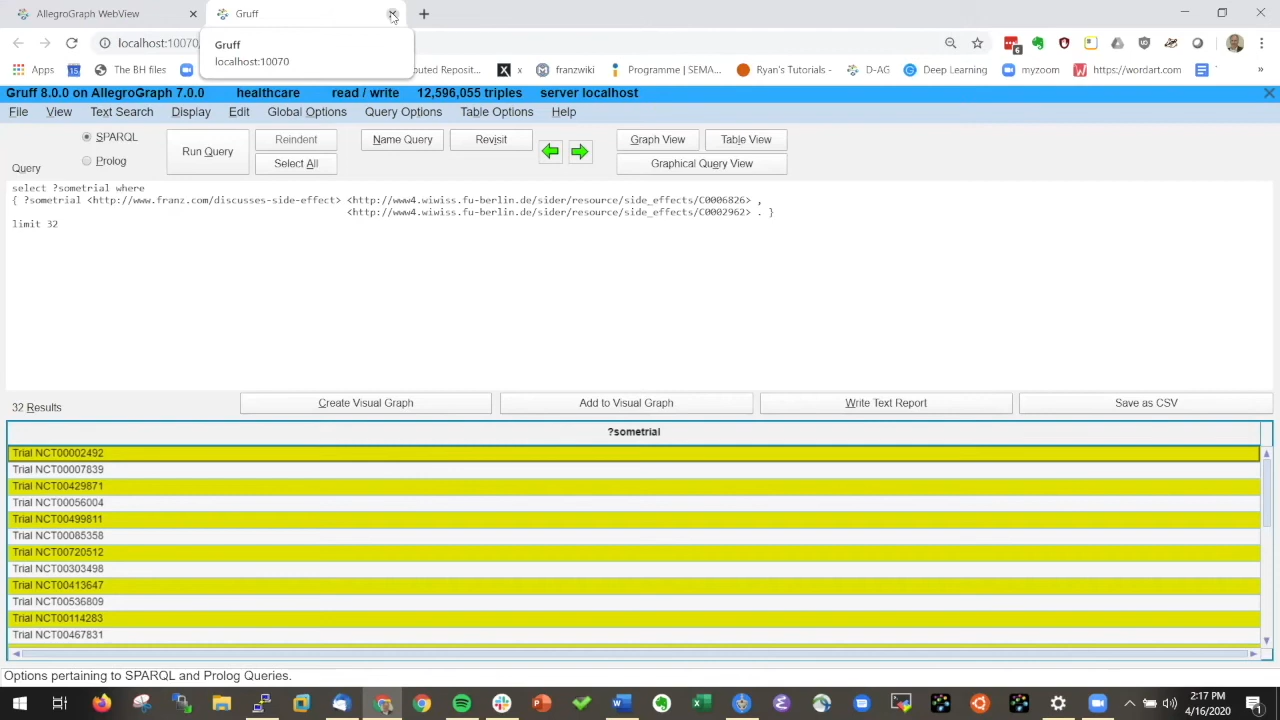 AllegroGraph WebView
Gruff
localhost:10070
Gruff
localhost:10070
6
Apps
15
The BH files
puted Reposit...
X x
franzwiki
Programme | SEMA...
Ryan's Tutorials -
D-AG
Deep Learning
myzoom
https://wordart.com
»
Gruff 8.0.0 on AllegroGraph 7.0.0 healthcare read / write 12,596,055 triples server localhost
File View Text Search Display Edit Global Options Query Options Table Options Help
SPARQL
Prolog
Query
Run Query
Reindent
Select All
Name Query
Revisit
Graph View
Table View
Graphical Query View
select ?sometrial where
{ ?sometrial <http://www.franz.com/discusses-side-effect> <http://www4.wiwiss.fu-berlin.de/sider/resource/side_effects/C0006826> ,
<http://www4.wiwiss.fu-berlin.de/sider/resource/side_effects/C0002962> . }
limit 32
32 Results
Create Visual Graph
Add to Visual Graph
Write Text Report
Save as CSV
?sometrial
Trial NCT00002492
Trial NCT00007839
Trial NCT00429871
Trial NCT00056004
Trial NCT00499811
Trial NCT00085358
Trial NCT00720512
Trial NCT00303498
Trial NCT00413647
Trial NCT00536809
Trial NCT00114283
Trial NCT00467831
Options pertaining to SPARQL and Prolog Queries.
2:17 PM
4/16/2020
1